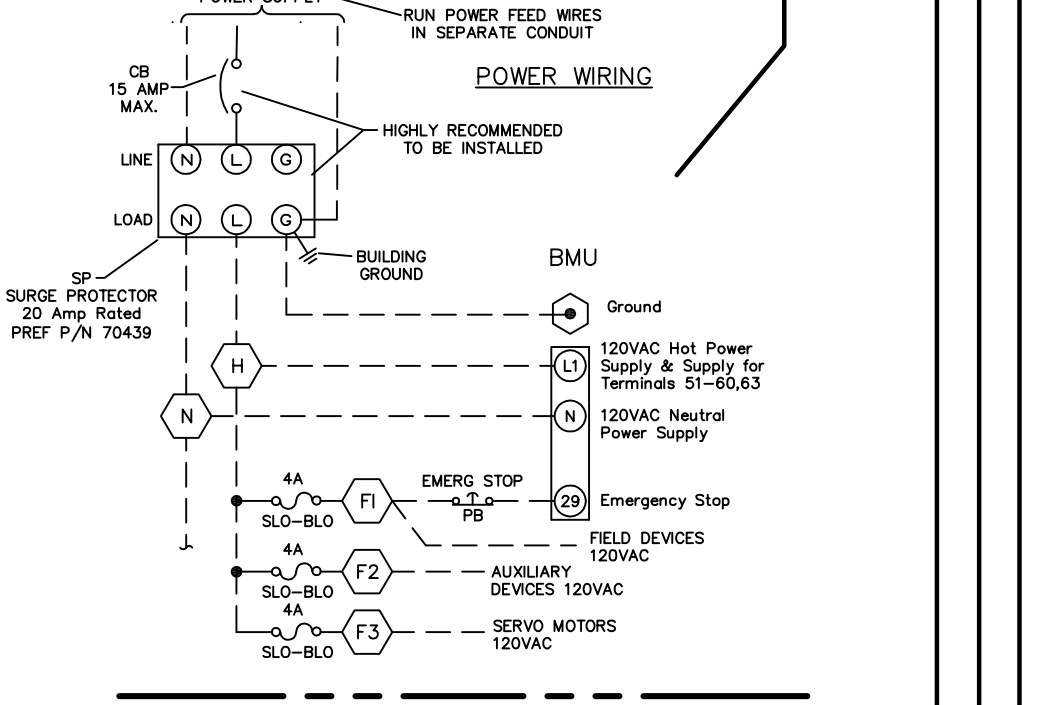 POWER SUPPLY
RUN POWER FEED WIRES
IN SEPARATE CONDUIT
POWER WIRING
CB
15 AMP
MAX.
HIGHLY RECOMMENDED
TO BE INSTALLED
LINE N L G
LOAD N L G
BUILDING
GROUND
SP
SURGE PROTECTOR
20 Amp Rated
PREF P/N 70439
BMU
Ground
H
L1
120VAC Hot Power
Supply & Supply for
Terminals 51-60,63
N
N
120VAC Neutral
Power Supply
4A
SLO-BLO
F1
EMERG STOP
PB
29
Emergency Stop
FIELD DEVICES
120VAC
4A
SLO-BLO
F2
AUXILIARY
DEVICES 120VAC
4A
SLO-BLO
F3
SERVO MOTORS
120VAC